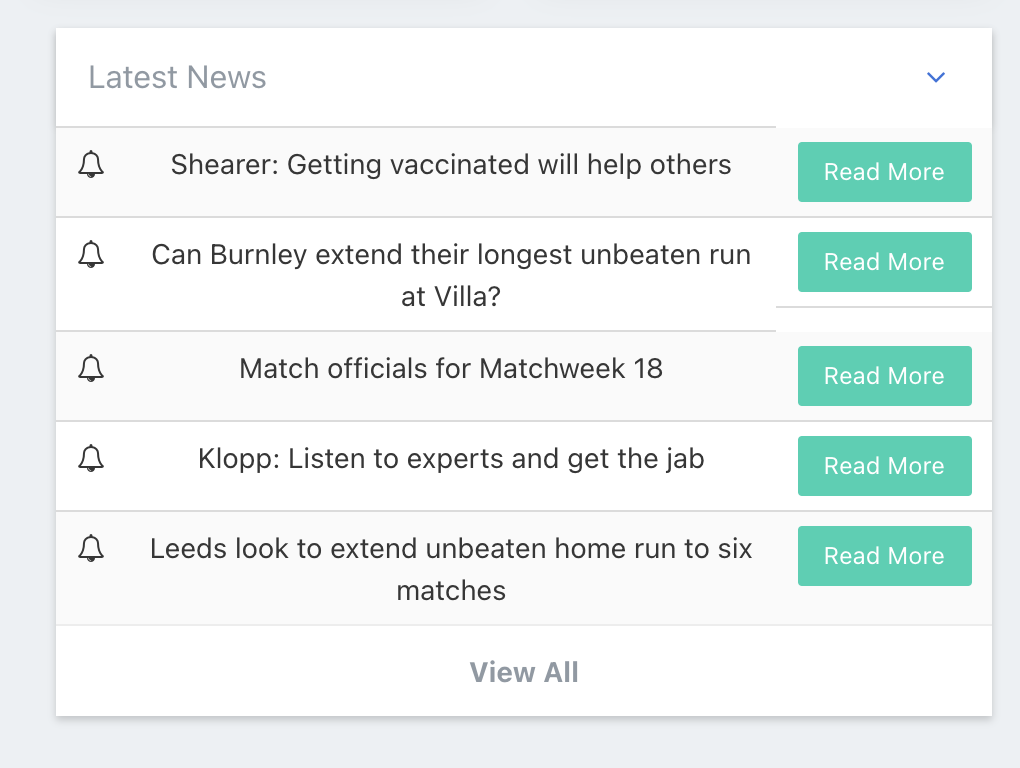 Latest News
Shearer: Getting vaccinated will help others
Read More
Can Burnley extend their longest unbeaten run
at Villa?
Read More
Match officials for Matchweek 18
Read More
Klopp: Listen to experts and get the jab
Read More
Leeds look to extend unbeaten home run to six
matches
Read More
View All